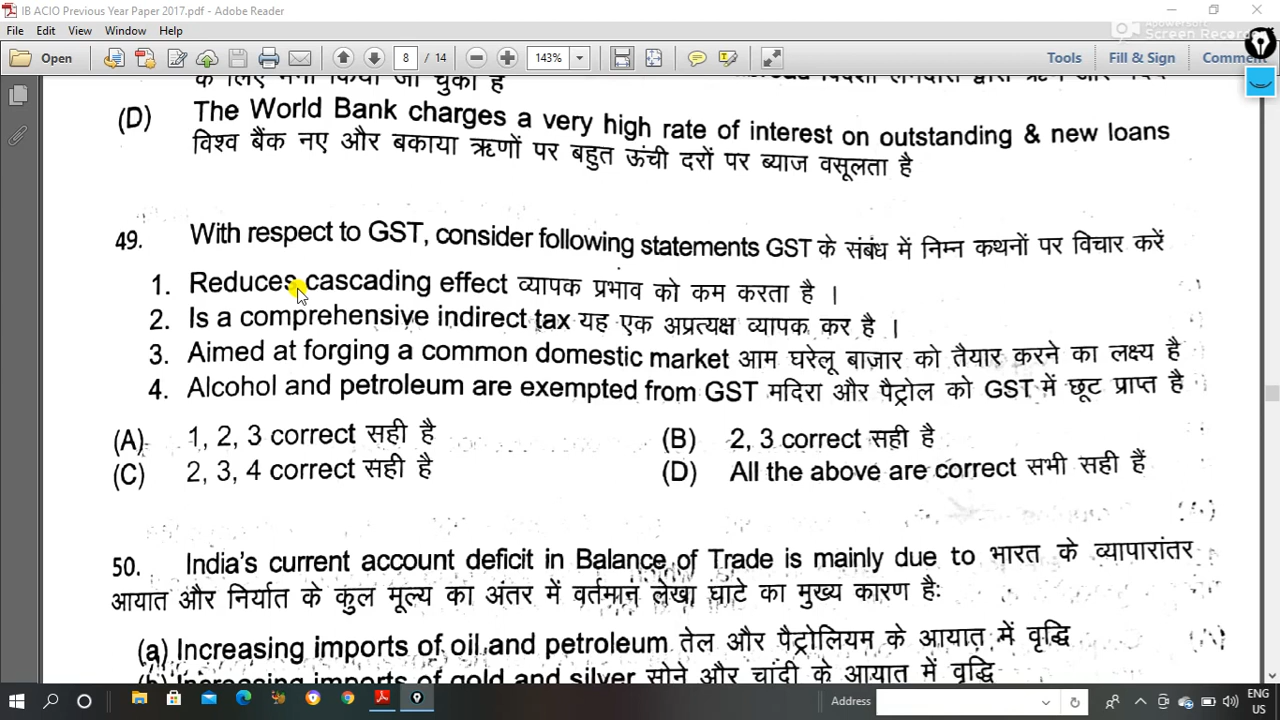 IB ACIO Previous Year Paper 2017.pdf - Adobe Reader
File Edit View Window Help
Open 8 / 14 143% Tools Fill & Sign Comment
(D) The World Bank charges a very high rate of interest on outstanding & new loans
विश्व बैंक नए और बकाया ऋणों पर बहुत ऊंची दरों पर ब्याज वसूलता है
49. With respect to GST, consider following statements GST के संबंध में निम्न कथनों पर विचार करें
1. Reduces cascading effect व्यापक प्रभाव को कम करता है ।
2. Is a comprehensive indirect tax यह एक अप्रत्यक्ष व्यापक कर है ।
3. Aimed at forging a common domestic market आम घरेलू बाज़ार को तैयार करने का लक्ष्य है
4. Alcohol and petroleum are exempted from GST मदिरा और पैट्रोल को GST में छूट प्राप्त है
(A) 1, 2, 3 correct सही है (B) 2, 3 correct सही है
(C) 2, 3, 4 correct सही है (D) All the above are correct सभी सही हैं
50. India's current account deficit in Balance of Trade is mainly due to भारत के व्यापारांतर
आयात और निर्यात के कुल मूल्य का अंतर में वर्तमान लेखा घाटे का मुख्य कारण है:
(a) Increasing imports of oil and petroleum तेल और पैट्रोलियम के आयात में वृद्धि
Increasing imports of gold and silver सोने और चांदी के आयात में वृद्धि
Address ENG
US